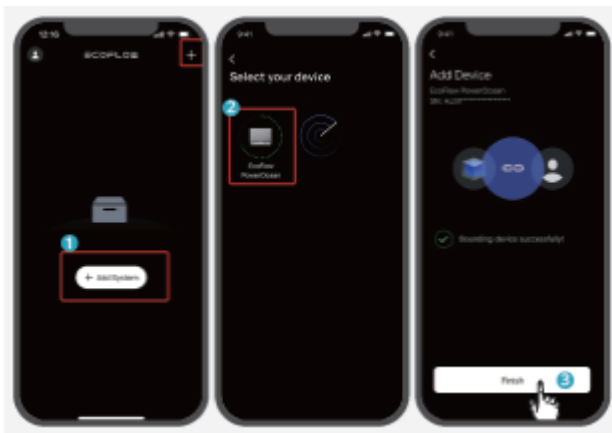 12:16
ECOFLOW
+
1
+ Add System
9:41
Select your device
2
EcoFlow
PowerOcean
9:41
Add Device
EcoFlow PowerOcean
Bounding device successfully!
Finish
3